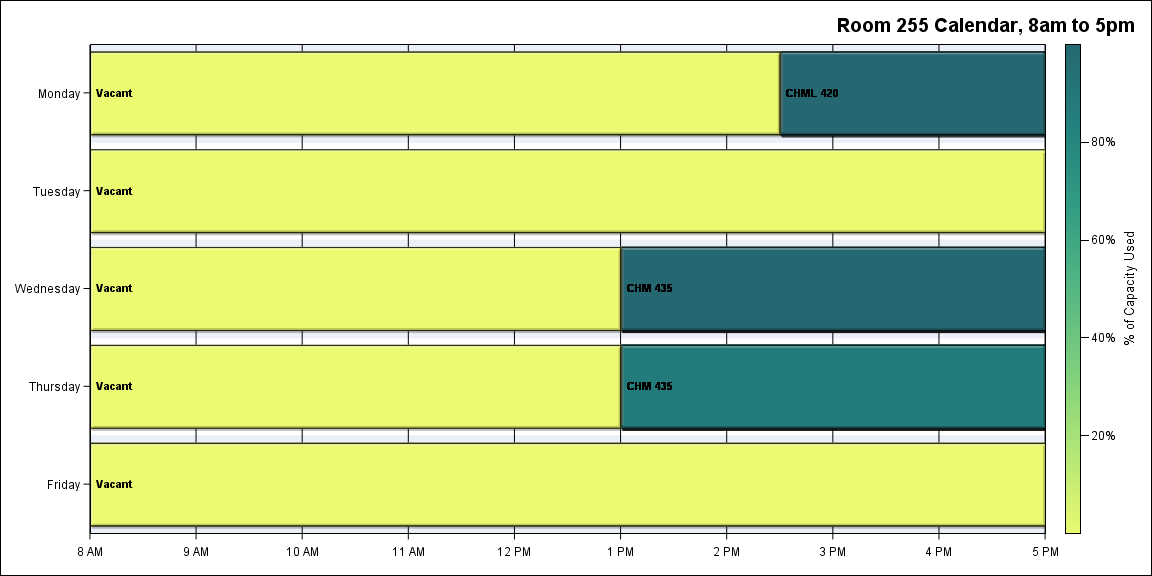 Room 255 Calendar, 8am to 5pm
Monday
Vacant
CHML 420
Tuesday
Vacant
Wednesday
Vacant
CHM 435
Thursday
Vacant
CHM 435
Friday
Vacant
8 AM 9 AM 10 AM 11 AM 12 PM 1 PM 2 PM 3 PM 4 PM 5 PM
80%
60%
40%
20%
% of Capacity Used